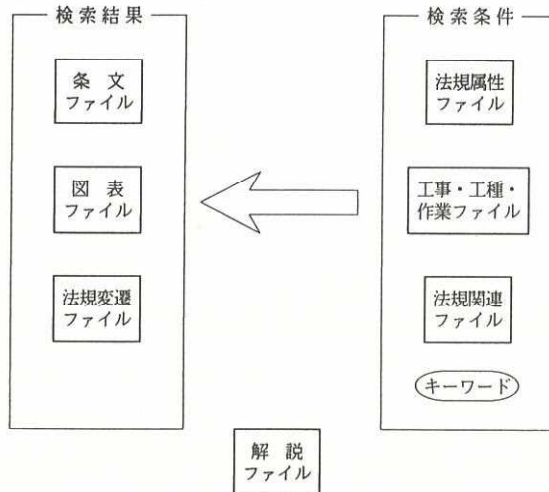 検索結果
条 文
ファイル
図 表
ファイル
法規変遷
ファイル
検索条件
法規属性
ファイル
工事・工種・
作業ファイル
法規関連
ファイル
キーワード
解 説
ファイル